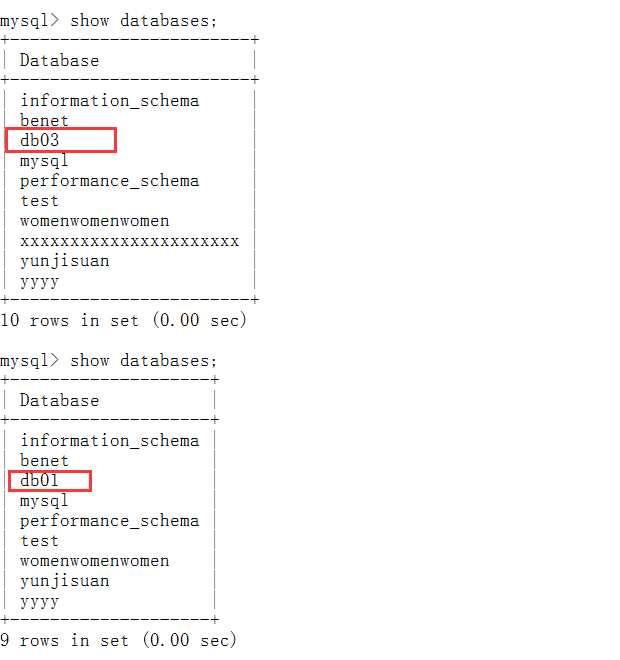 mysql> show databases;
+------------------------+
| Database               |
+------------------------+
| information_schema     |
| benet                  |
| db03                   |
| mysql                  |
| performance_schema     |
| test                   |
| womenwomenwomen        |
| xxxxxxxxxxxxxxxxxxxxxx |
| yunjisuan              |
| yyyy                   |
+------------------------+
10 rows in set (0.00 sec)
mysql> show databases;
+--------------------+
| Database           |
+--------------------+
| information_schema |
| benet              |
| db01               |
| mysql              |
| performance_schema |
| test               |
| womenwomenwomen    |
| yunjisuan          |
| yyyy               |
+--------------------+
9 rows in set (0.00 sec)